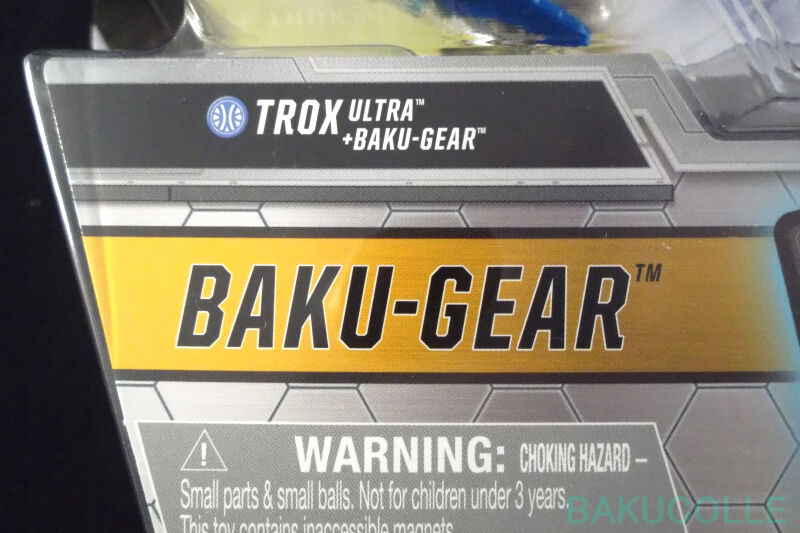 TROX ULTRA™
+BAKU-GEAR™
BAKU-GEAR™
WARNING: CHOKING HAZARD –
Small parts & small balls. Not for children under 3 years.
This toy contains inaccessible magnets.
BAKUCOLLE